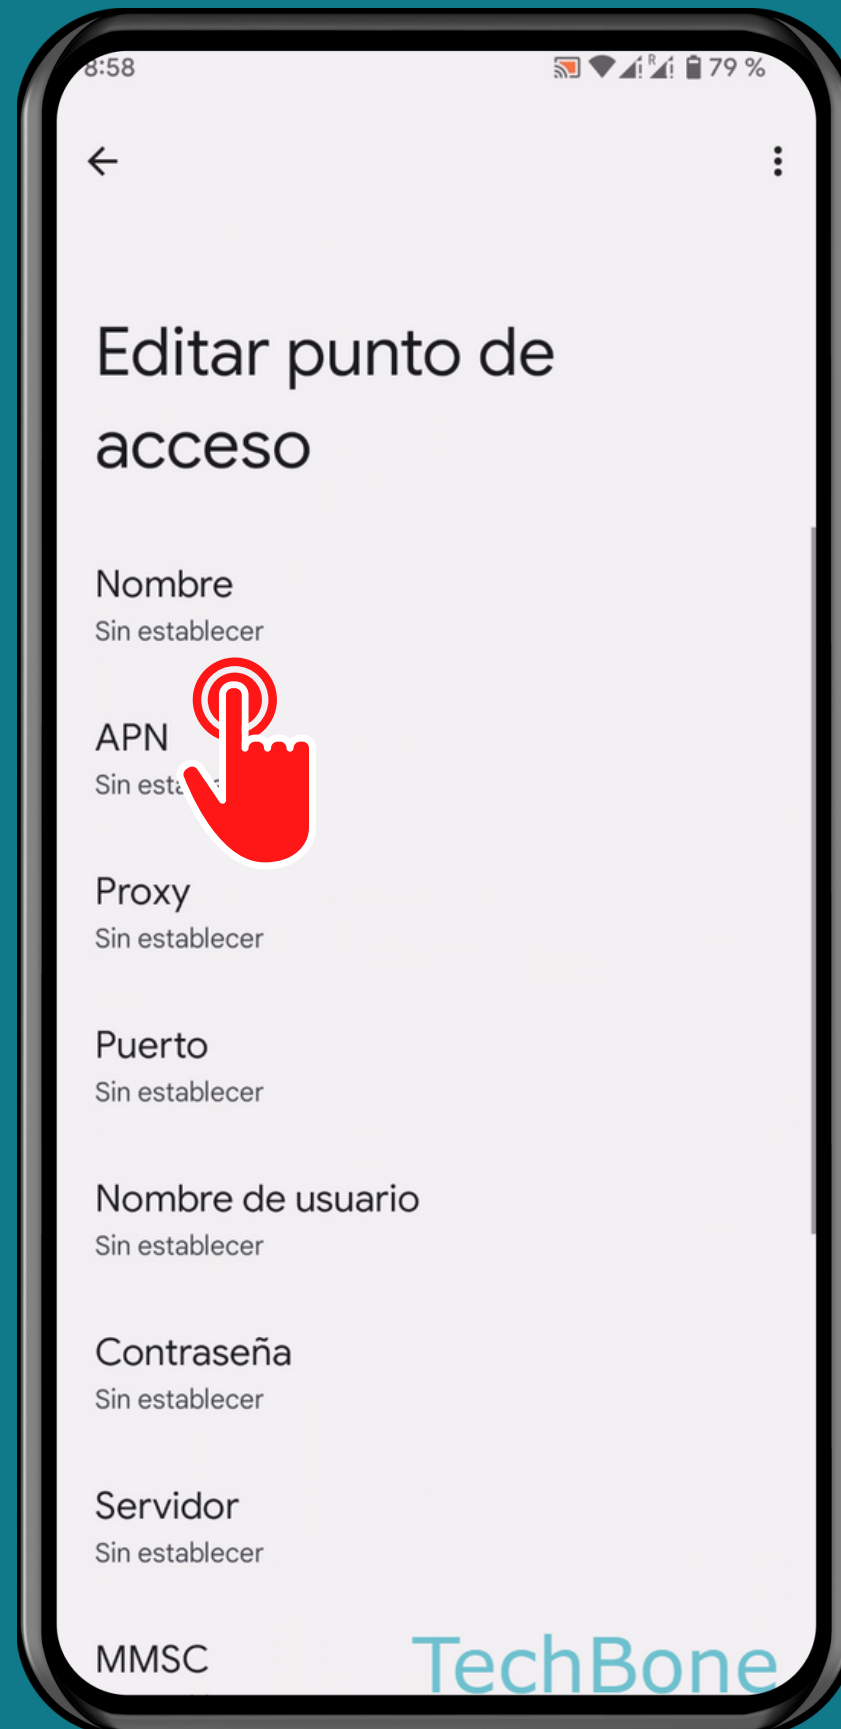 8:58
R
79 %
Editar punto de
acceso
Nombre
Sin establecer
APN
Sin
Proxy
Sin establecer
Puerto
Sin establecer
Nombre de usuario
Sin establecer
Contraseña
Sin establecer
Servidor
Sin establecer
MMSC
TechBone